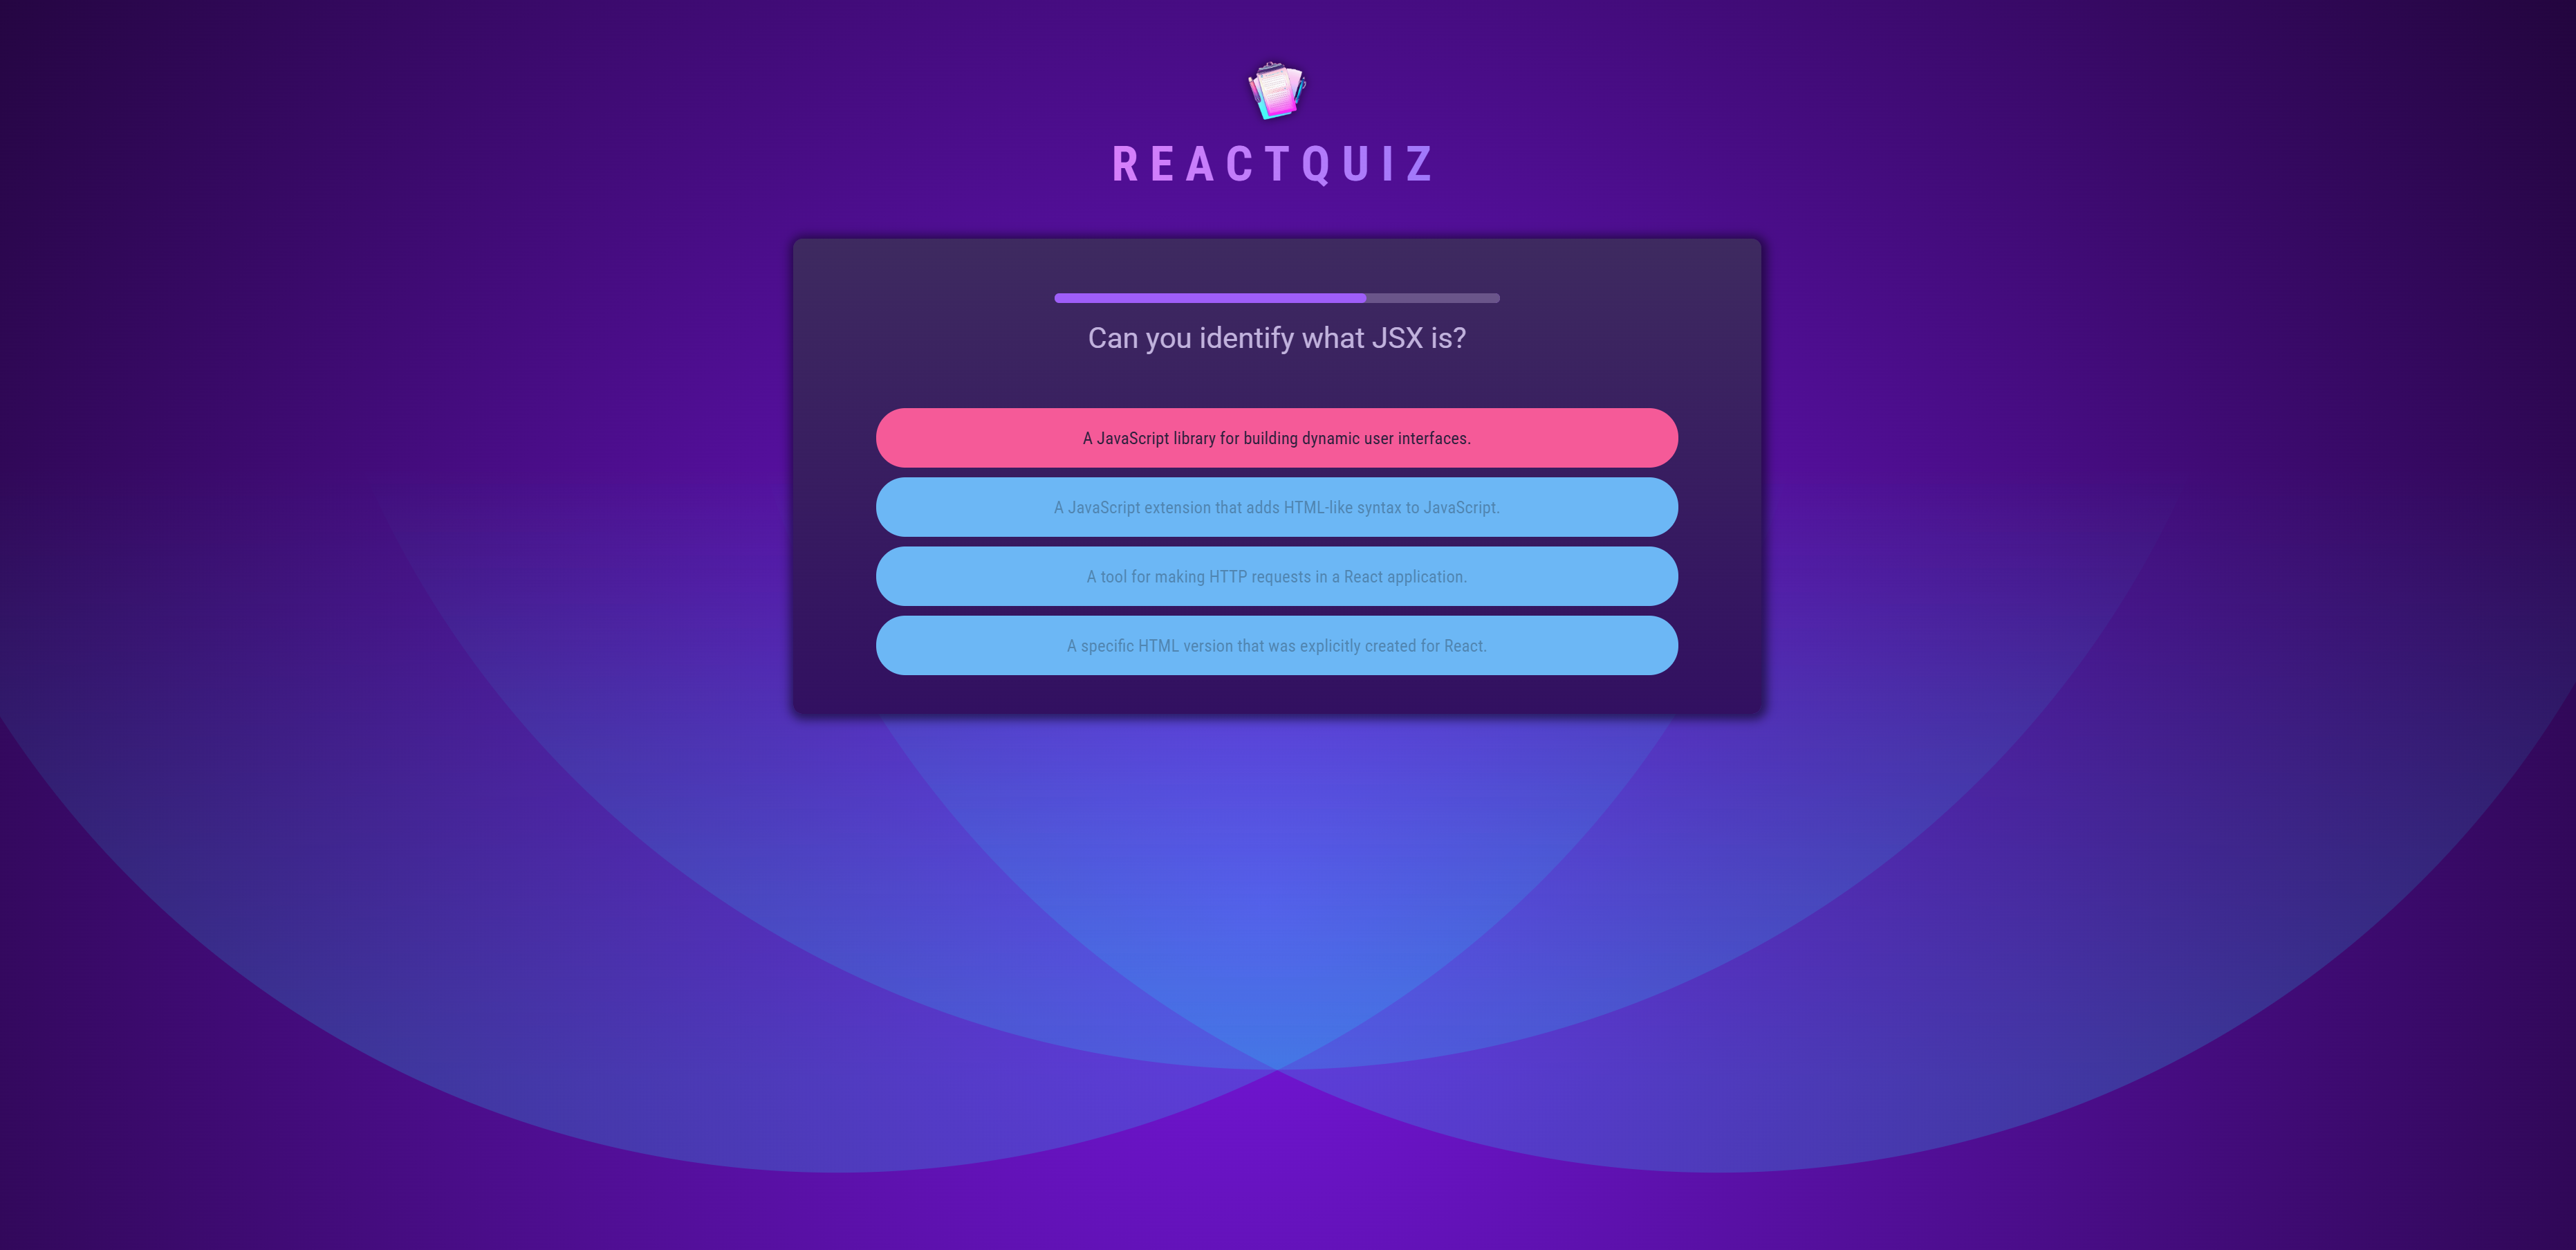 REACTQUIZ
Can you identify what JSX is?
A JavaScript library for building dynamic user interfaces.
A JavaScript extension that adds HTML-like syntax to JavaScript.
A tool for making HTTP requests in a React application.
A specific HTML version that was explicitly created for React.